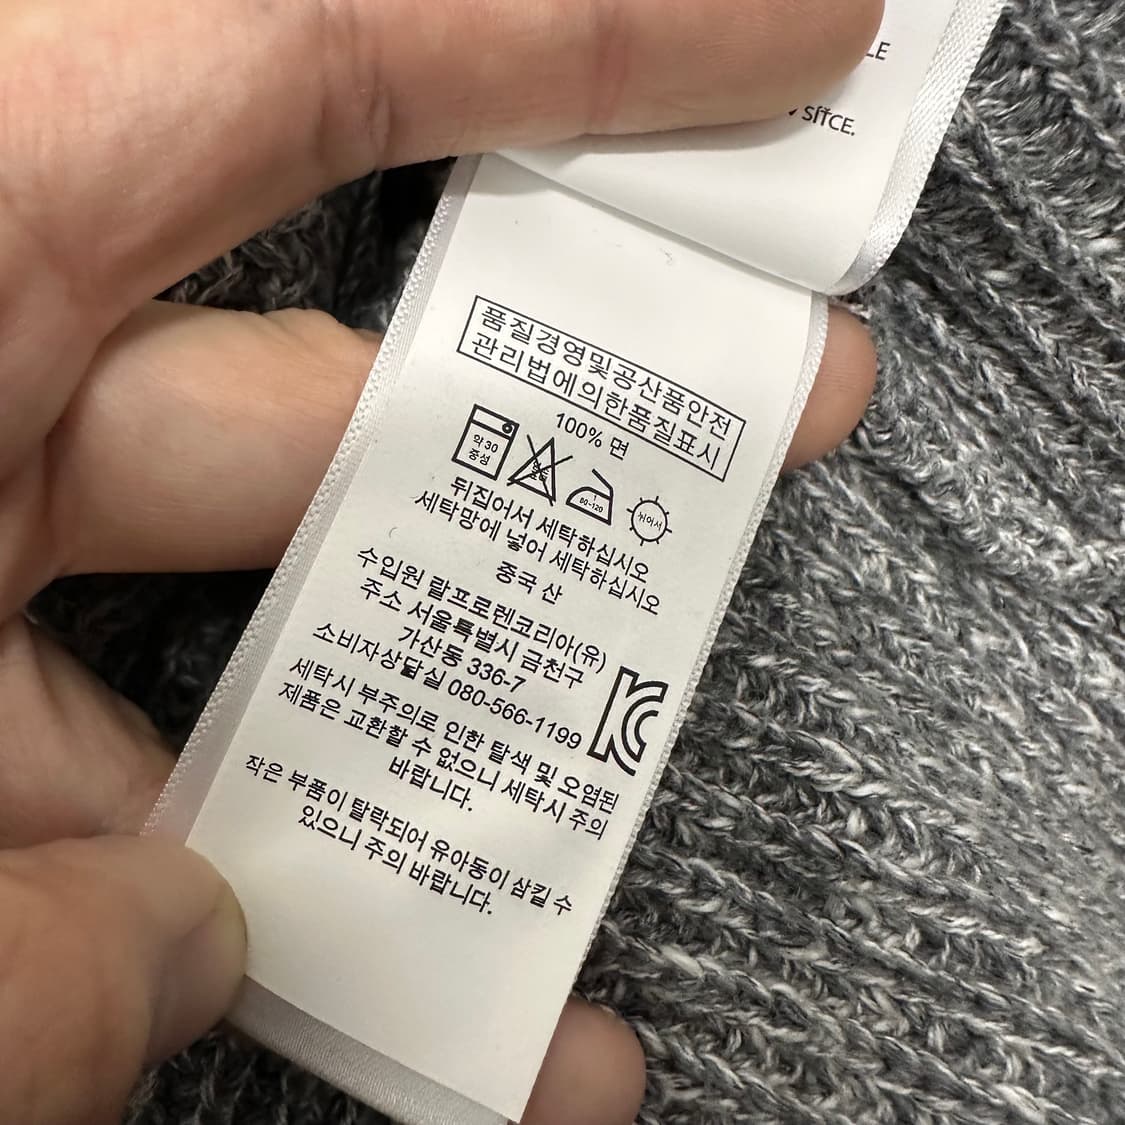 LE
SÍTCE.
품질경영및공산품안전
관리법에의한품질표시
100% 면
약 30
중성
1
80-120
뉘어서
뒤집어서 세탁하십시오
세탁망에 넣어 세탁하십시오
중국 산
수입원 랄프로렌코리아(유)
주소 서울특별시 금천구
가산동 336-7
소비자상담실 080-566-1199
세탁시 부주의로 인한 탈색 및 오염된
제품은 교환할 수 없으니 세탁시 주의
바랍니다.
작은 부품이 탈락되어 유아동이 삼킬 수
있으니 주의 바랍니다.